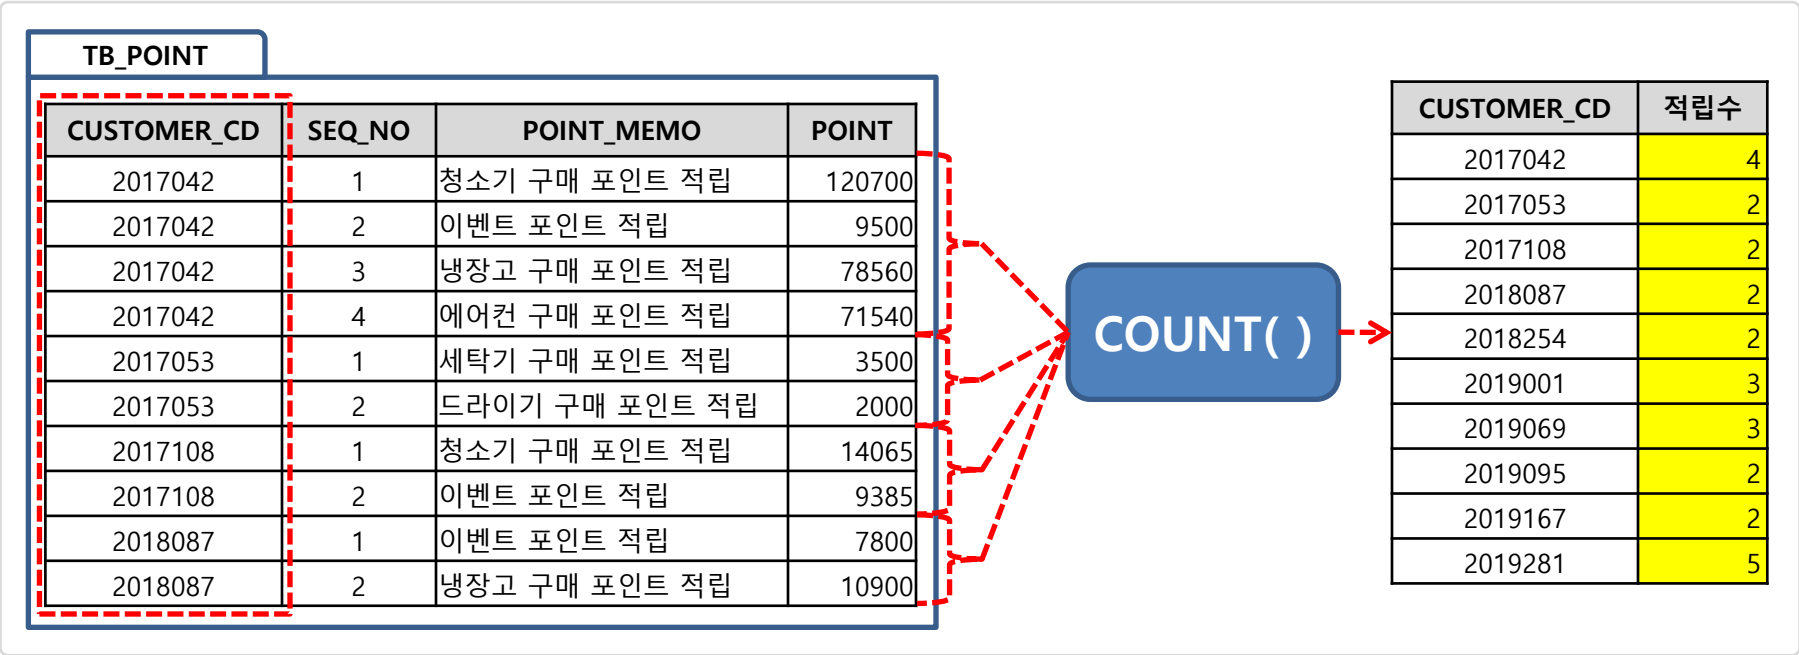 TB_POINT
CUSTOMER_CD SEQ_NO POINT_MEMO POINT
2017042 1 청소기 구매 포인트 적립 120700
2017042 2 이벤트 포인트 적립 9500
2017042 3 냉장고 구매 포인트 적립 78560
2017042 4 에어컨 구매 포인트 적립 71540
2017053 1 세탁기 구매 포인트 적립 3500
2017053 2 드라이기 구매 포인트 적립 2000
2017108 1 청소기 구매 포인트 적립 14065
2017108 2 이벤트 포인트 적립 9385
2018087 1 이벤트 포인트 적립 7800
2018087 2 냉장고 구매 포인트 적립 10900
COUNT( )
CUSTOMER_CD 적립수
2017042 4
2017053 2
2017108 2
2018087 2
2018254 2
2019001 3
2019069 3
2019095 2
2019167 2
2019281 5